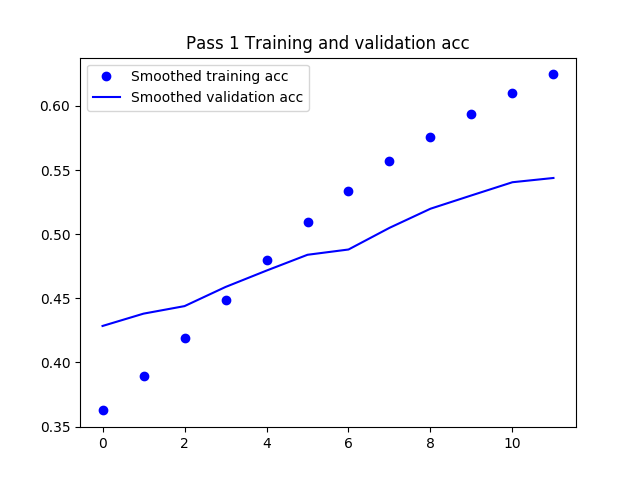 Pass 1 Training and validation acc
Smoothed training acc
Smoothed validation acc
0.60
0.55
0.50
0.45
0.40
0.35
0 2 4 6 8 10